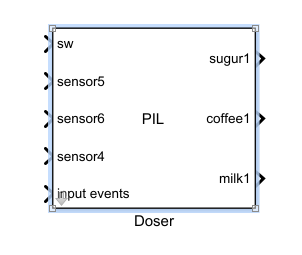 sw
sugur1
sensor5
sensor6
PIL
coffee1
sensor4
milk1
input events
Doser